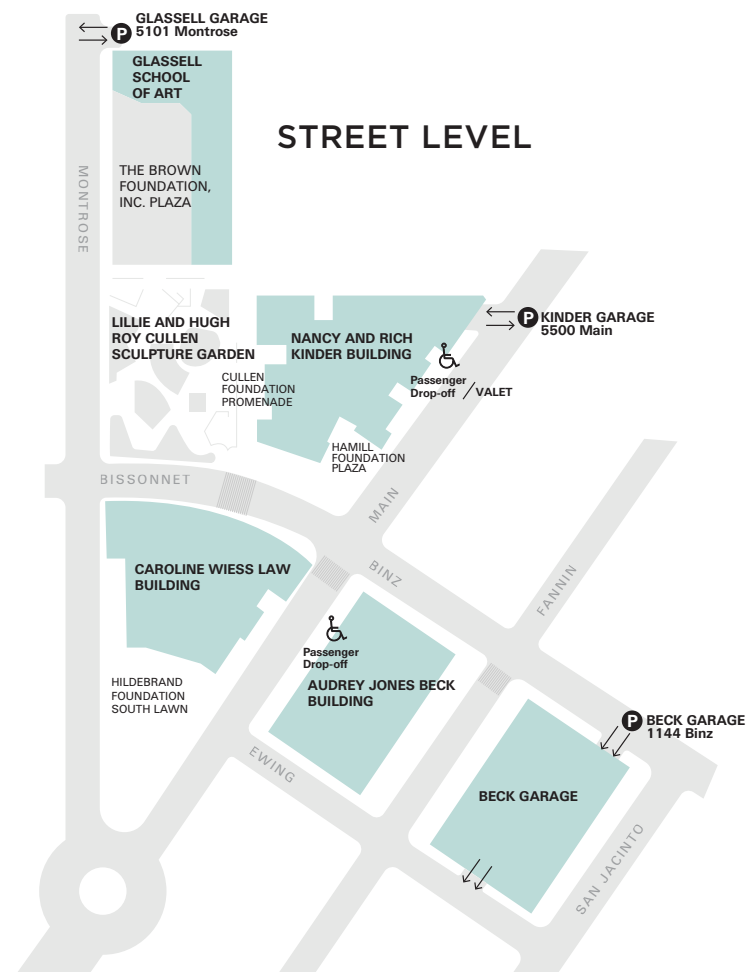 GLASSELL GARAGE
5101 Montrose
P
GLASSELL
SCHOOL
OF ART
STREET LEVEL
MONTROSE
THE BROWN
FOUNDATION,
INC. PLAZA
LILLIE AND HUGH
ROY CULLEN
SCULPTURE GARDEN
NANCY AND RICH
KINDER BUILDING
P
KINDER GARAGE
5500 Main
CULLEN
FOUNDATION
PROMENADE
Passenger
Drop-off / VALET
HAMILL
FOUNDATION
PLAZA
BISSONNET
MAIN
BINZ
FANNIN
CAROLINE WIESS LAW
BUILDING
Passenger
Drop-off
HILDEBRAND
FOUNDATION
SOUTH LAWN
AUDREY JONES BECK
BUILDING
P
BECK GARAGE
1144 Binz
EWING
BECK GARAGE
SAN JACINTO